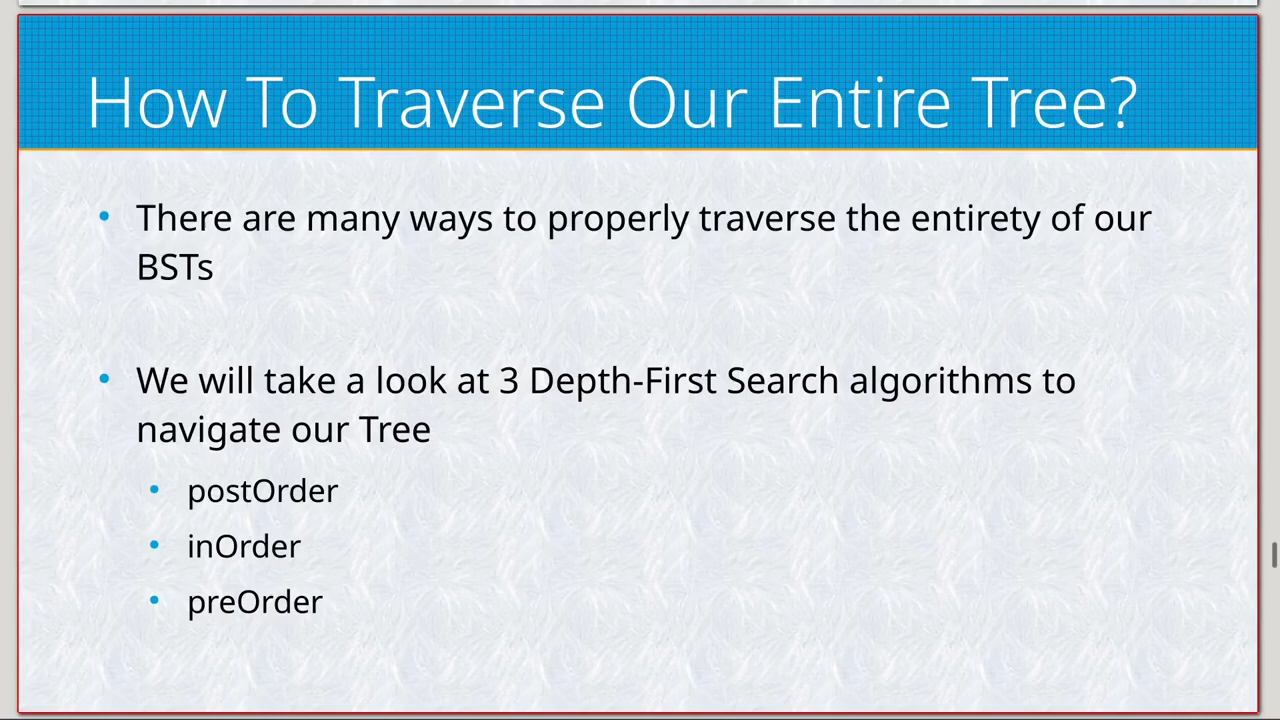 How To Traverse Our Entire Tree?
• There are many ways to properly traverse the entirety of our
BSTs
• We will take a look at 3 Depth-First Search algorithms to
navigate our Tree
• postOrder
• inOrder
• preOrder